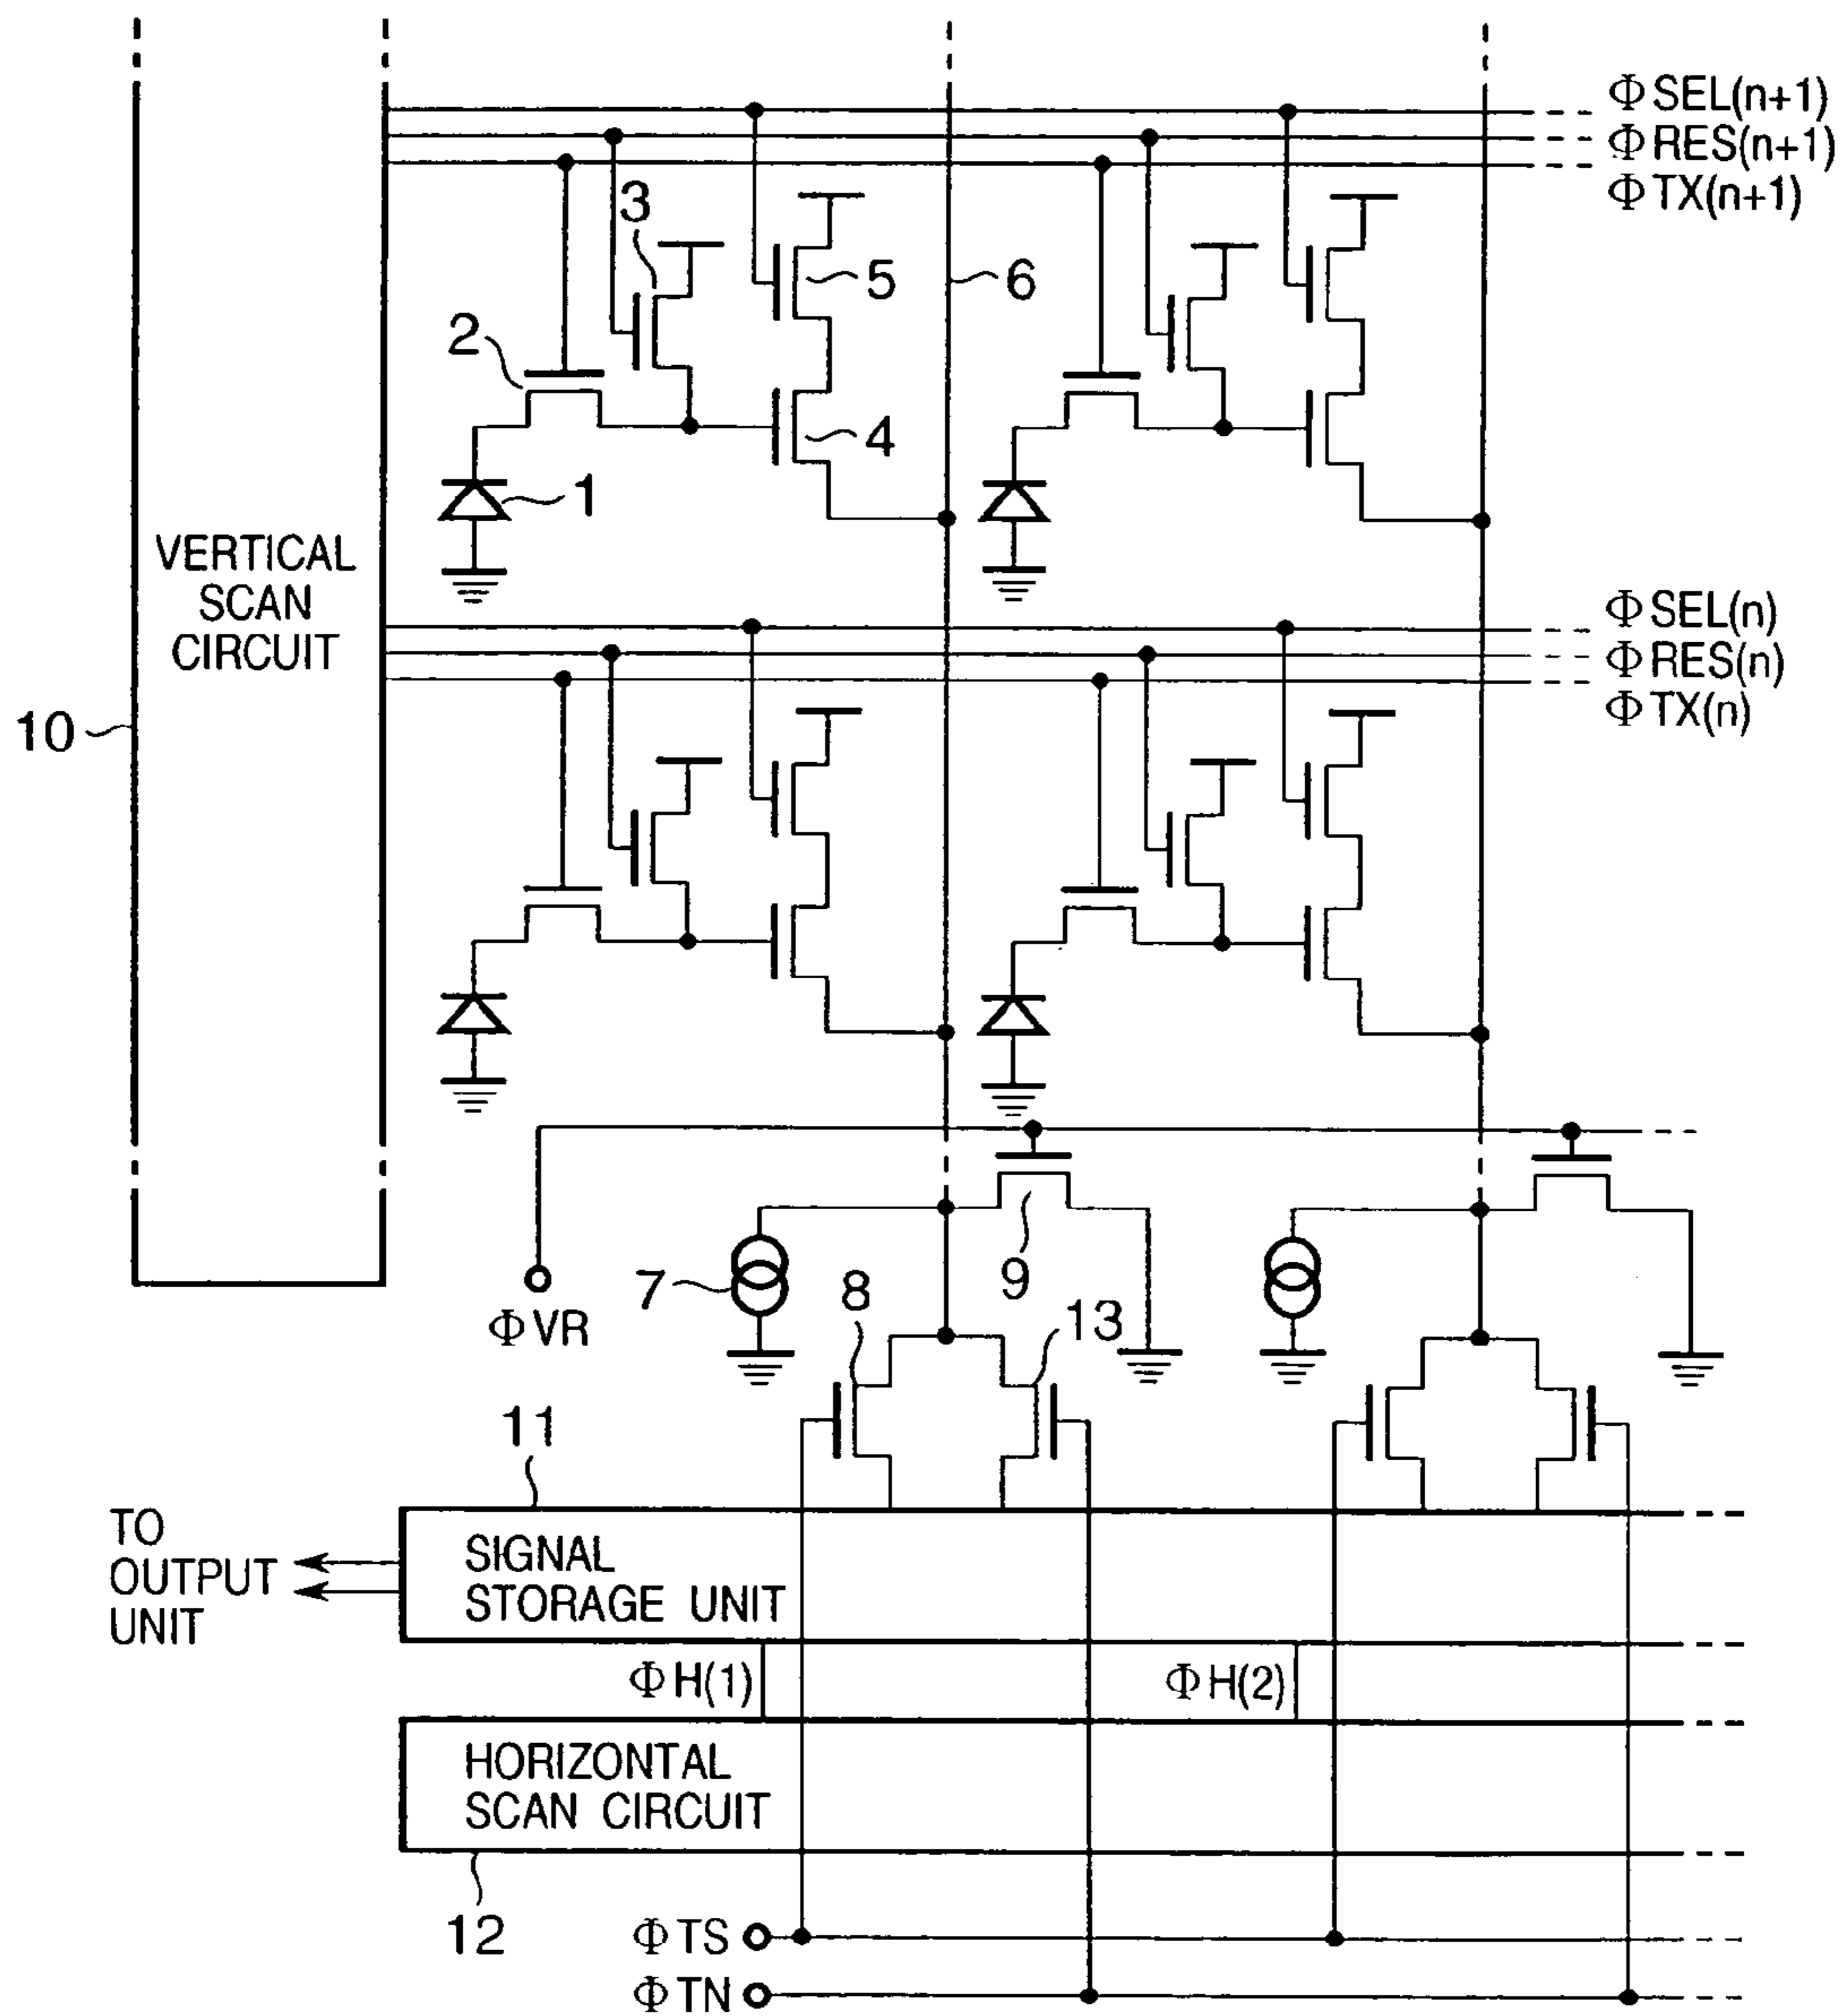 ΦSEL(n+1)
ΦRES(n+1)
ΦTX(n+1)
3
5
6
2
4
1
VERTICAL
SCAN
CIRCUIT
ΦSEL(n)
ΦRES(n)
ΦTX(n)
10
7
8
9
13
ΦVR
11
TO
OUTPUT
UNIT
SIGNAL
STORAGE UNIT
ΦH(1)
ΦH(2)
HORIZONTAL
SCAN CIRCUIT
12
ΦTS
ΦTN